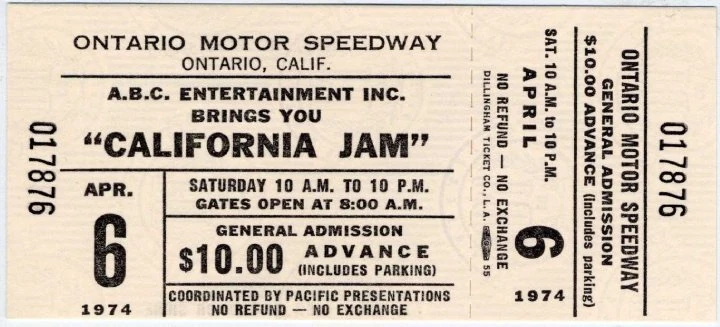 ONTARIO MOTOR SPEEDWAY
ONTARIO, CALIF.
A.B.C. ENTERTAINMENT INC.
BRINGS YOU
"CALIFORNIA JAM"
017876
APR.
6
1974
SATURDAY 10 A.M. TO 10 P.M.
GATES OPEN AT 8:00 A.M.
GENERAL ADMISSION
$10.00 ADVANCE
(INCLUDES PARKING)
COORDINATED BY PACIFIC PRESENTATIONS
NO REFUND — NO EXCHANGE
DILLINGHAM TICKET CO., L.A. 55
NO REFUND — NO EXCHANGE
APRIL
6
1974
SAT. 10 A.M. TO 10 P.M.
$10.00 ADVANCE (Includes parking)
GENERAL ADMISSION
ONTARIO MOTOR SPEEDWAY
017876